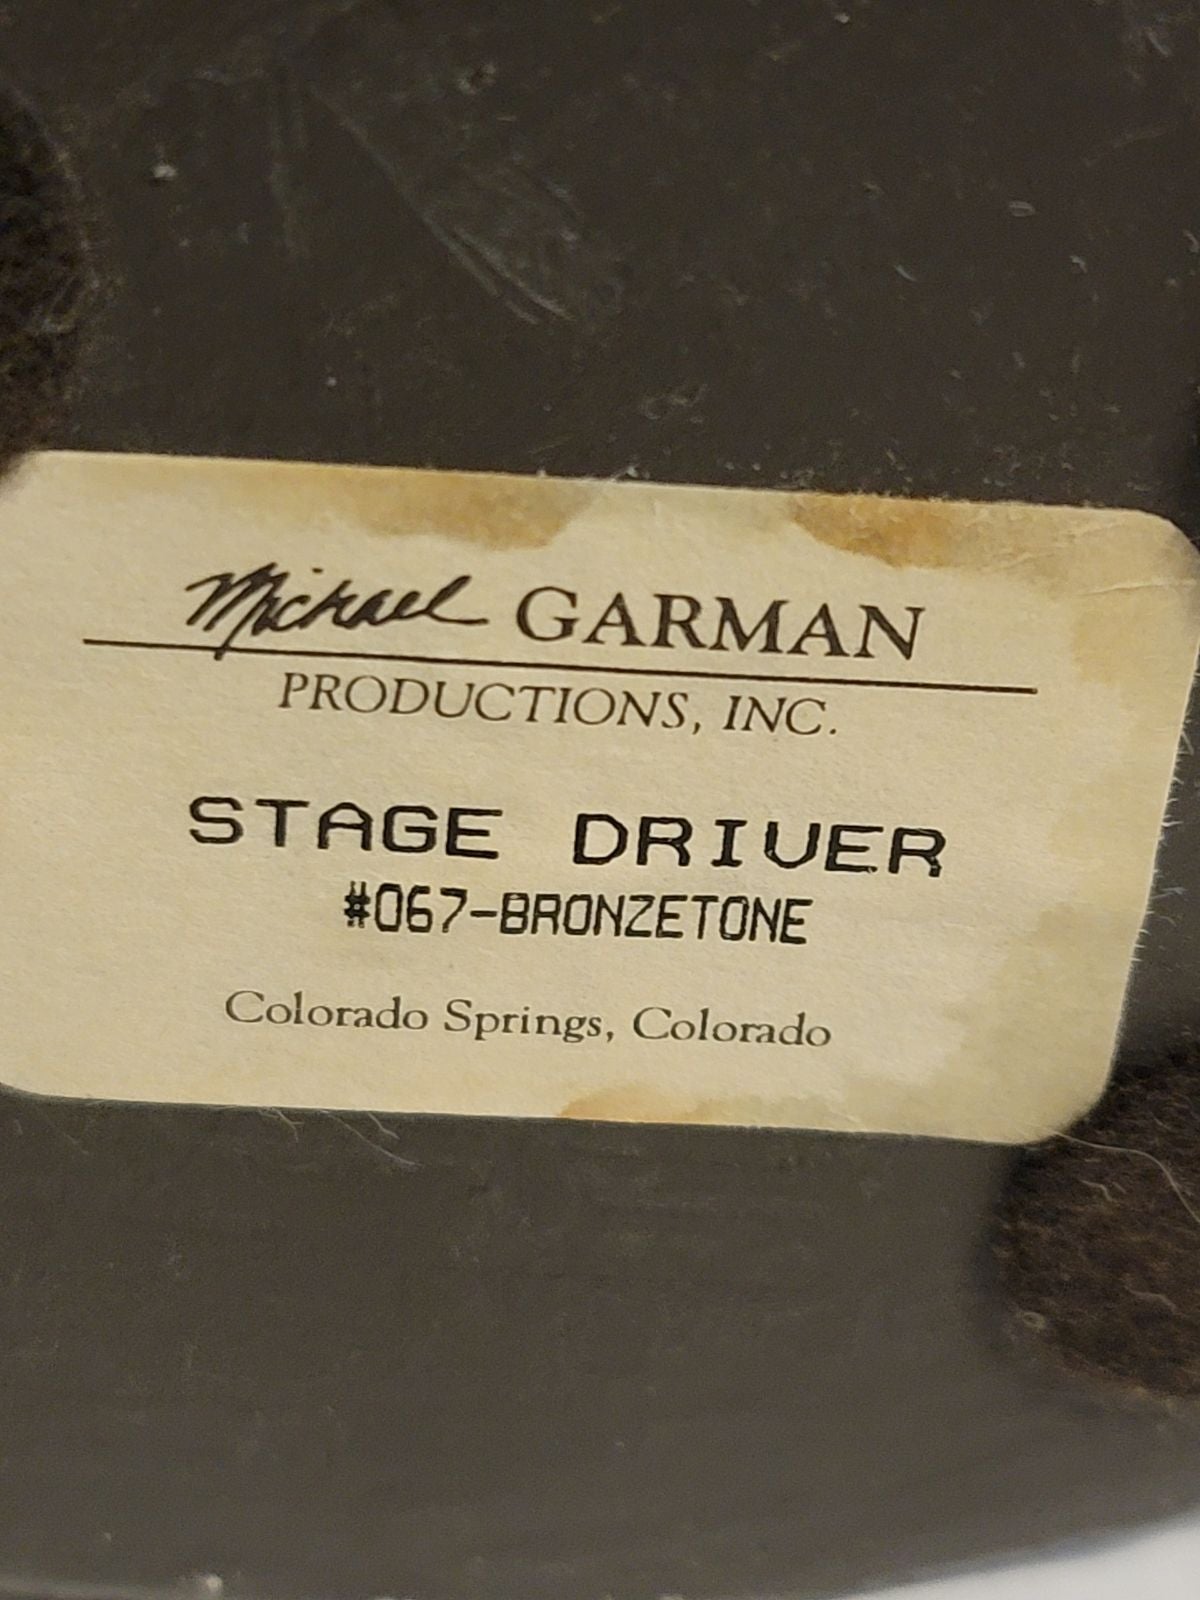 Michael GARMAN
PRODUCTIONS, INC.
STAGE DRIVER
#067-BRONZETONE
Colorado Springs, Colorado